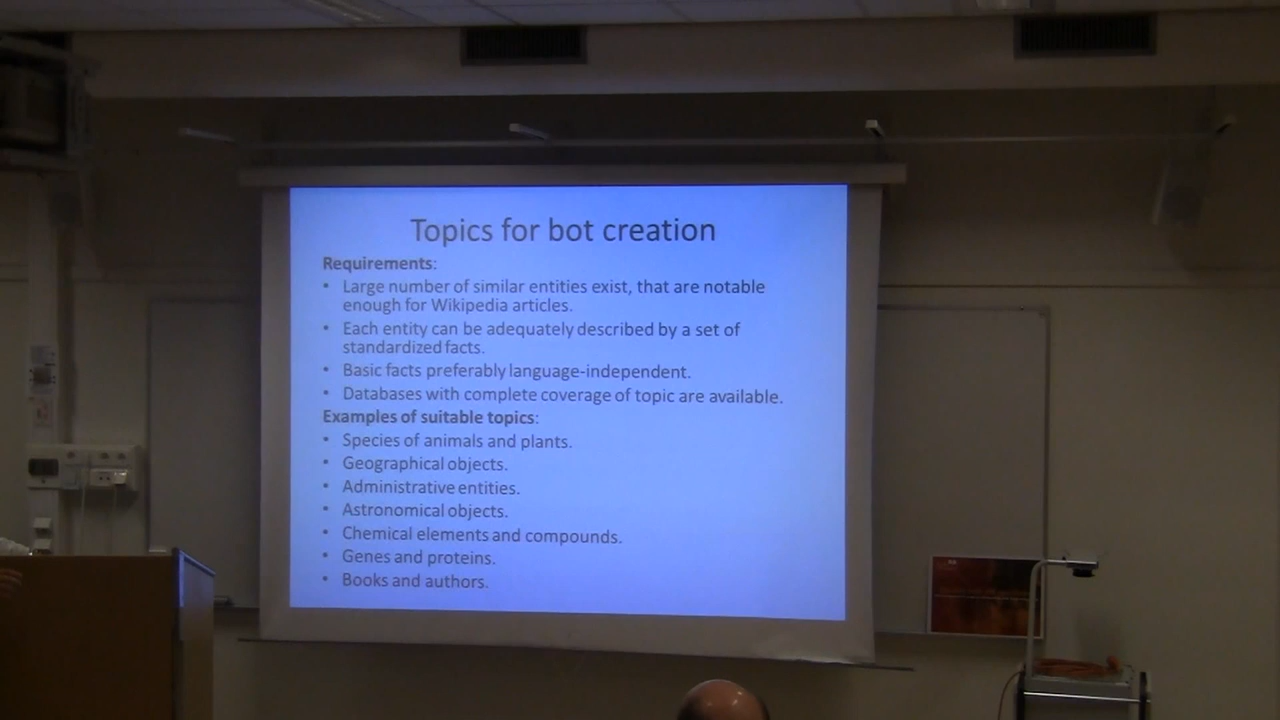 Topics for bot creation
Requirements:
• Large number of similar entities exist, that are notable
enough for Wikipedia articles.
• Each entity can be adequately described by a set of
standardized facts.
• Basic facts preferably language-independent.
• Databases with complete coverage of topic are available.
Examples of suitable topics:
• Species of animals and plants.
• Geographical objects.
• Administrative entities.
• Astronomical objects.
• Chemical elements and compounds.
• Genes and proteins.
• Books and authors.